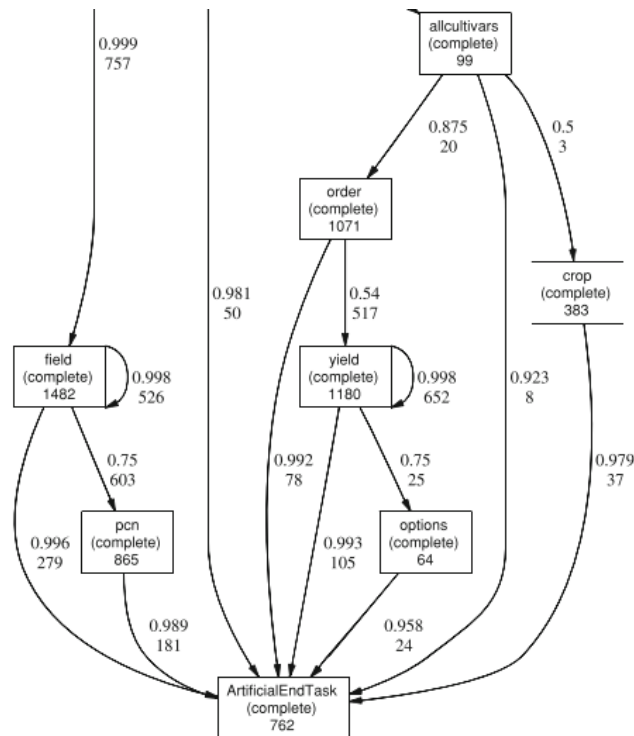 allcultivars
(complete)
99
0.999
757
0.875
20
0.5
3
order
(complete)
1071
crop
(complete)
383
0.981
50
0.54
517
field
(complete)
1482
0.998
526
yield
(complete)
1180
0.998
652
0.923
8
0.992
78
0.979
37
0.75
603
0.75
25
pcn
(complete)
865
options
(complete)
64
0.996
279
0.993
105
0.989
181
0.958
24
ArtificialEndTask
(complete)
762